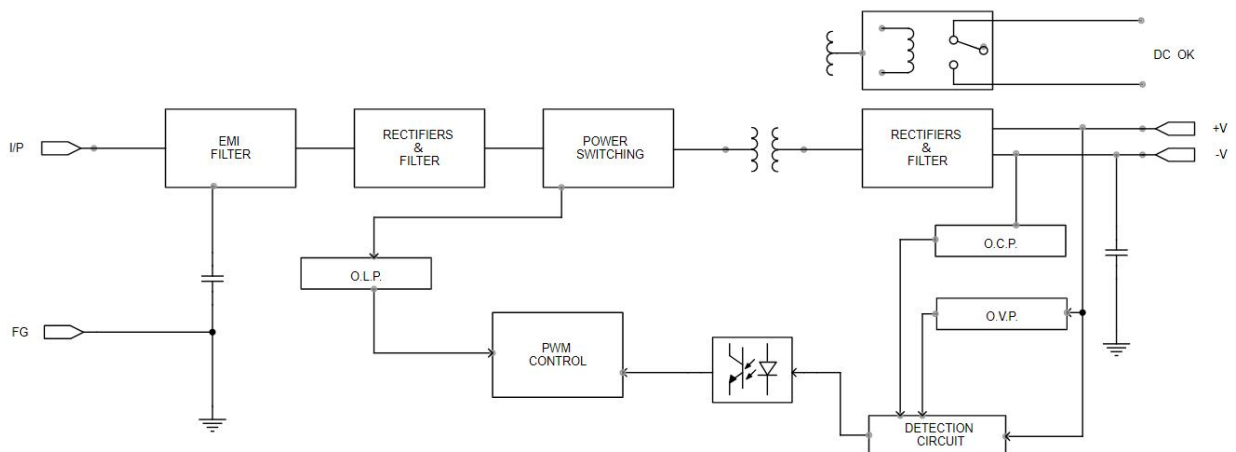 DC OK
I/P
EMI
FILTER
RECTIFIERS
&
FILTER
POWER
SWITCHING
RECTIFIERS
&
FILTER
+V
-V
O.C.P.
O.L.P.
O.V.P.
FG
PWM
CONTROL
DETECTION
CIRCUIT